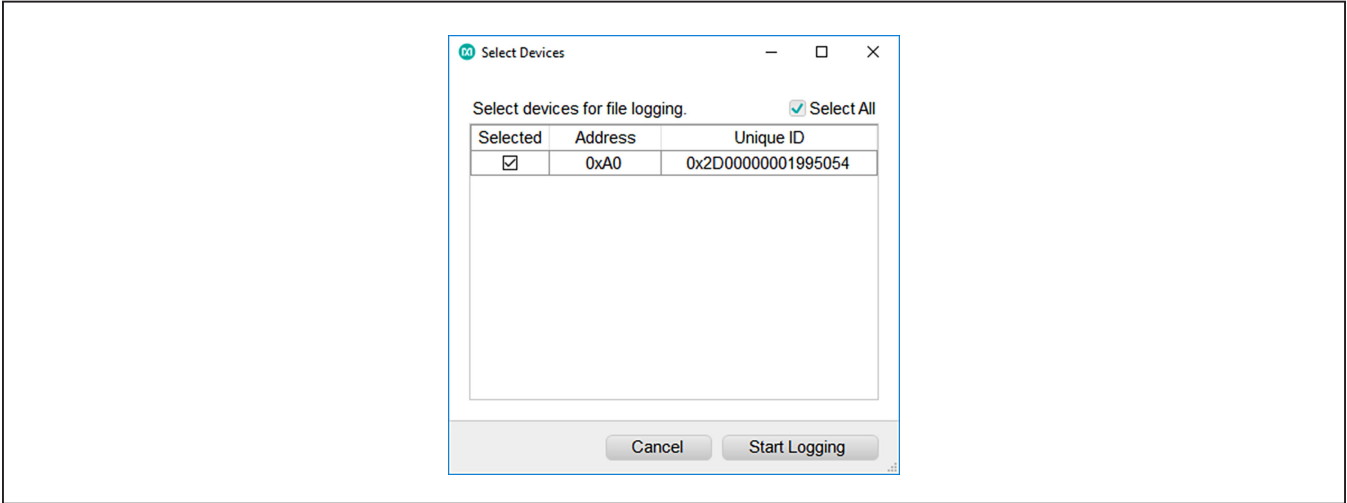 Select Devices
Select devices for file logging. Select All
Selected Address Unique ID
0xA0 0x2D00000001995054
Cancel Start Logging